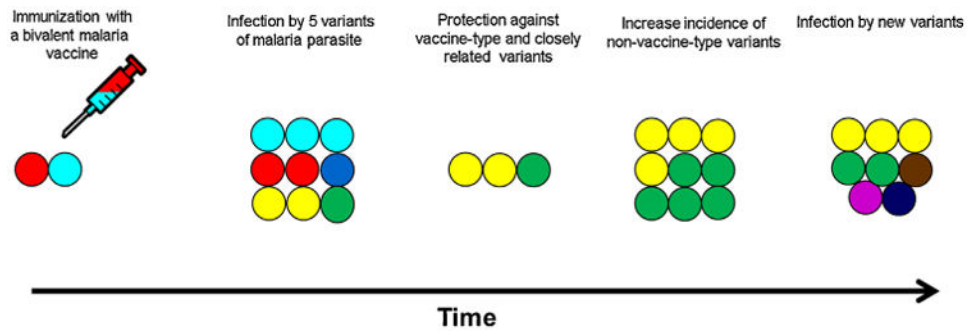 Immunization with
a bivalent malaria
vaccine
Infection by 5 variants
of malaria parasite
Protection against
vaccine-type and closely
related variants
Increase incidence of
non-vaccine-type variants
Infection by new variants
Time